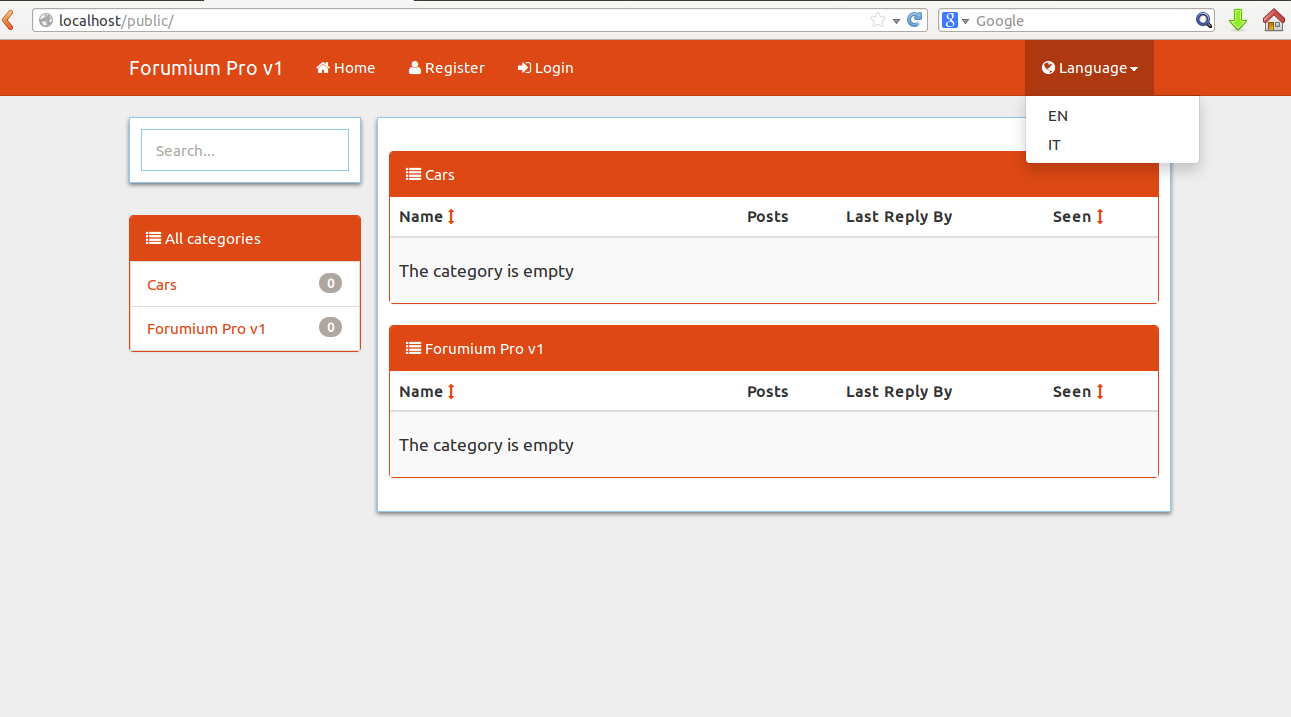 localhost/public/
8 Google
Forumium Pro v1 Home Register Login Language
EN
IT
Search...
All categories
Cars 0
Forumium Pro v1 0
Cars
Name Posts Last Reply By Seen
The category is empty
Forumium Pro v1
Name Posts Last Reply By Seen
The category is empty